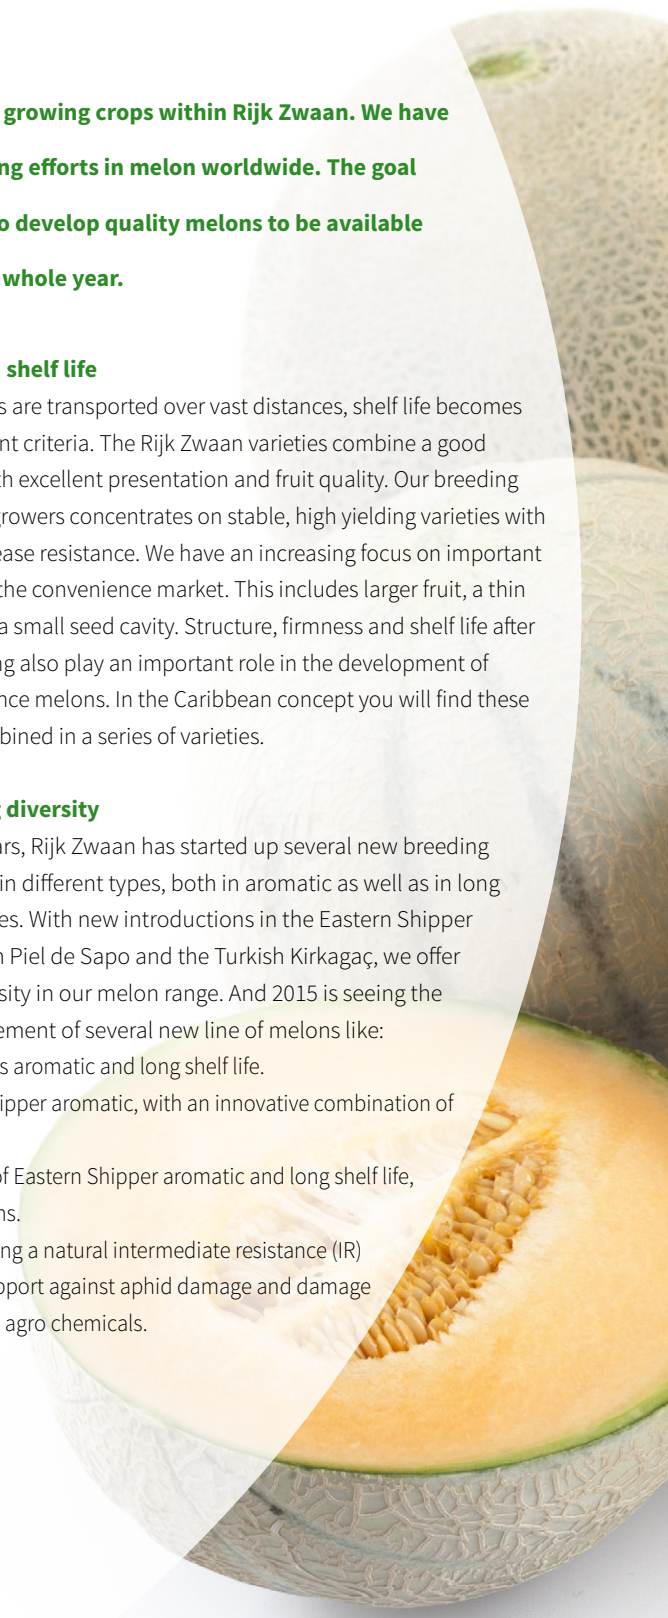 growing crops within Rijk Zwaan. We have
ng efforts in melon worldwide. The goal
o develop quality melons to be available
whole year.
shelf life
s are transported over vast distances, shelf life becomes
nt criteria. The Rijk Zwaan varieties combine a good
th excellent presentation and fruit quality. Our breeding
growers concentrates on stable, high yielding varieties with
ease resistance. We have an increasing focus on important
the convenience market. This includes larger fruit, a thin
a small seed cavity. Structure, firmness and shelf life after
ng also play an important role in the development of
nce melons. In the Caribbean concept you will find these
bined in a series of varieties.
g diversity
ars, Rijk Zwaan has started up several new breeding
in different types, both in aromatic as well as in long
es. With new introductions in the Eastern Shipper
n Piel de Sapo and the Turkish Kirkagaç, we offer
sity in our melon range. And 2015 is seeing the
ement of several new line of melons like:
s aromatic and long shelf life.
ipper aromatic, with an innovative combination of
of Eastern Shipper aromatic and long shelf life,
ns.
ng a natural intermediate resistance (IR)
pport against aphid damage and damage
agro chemicals.